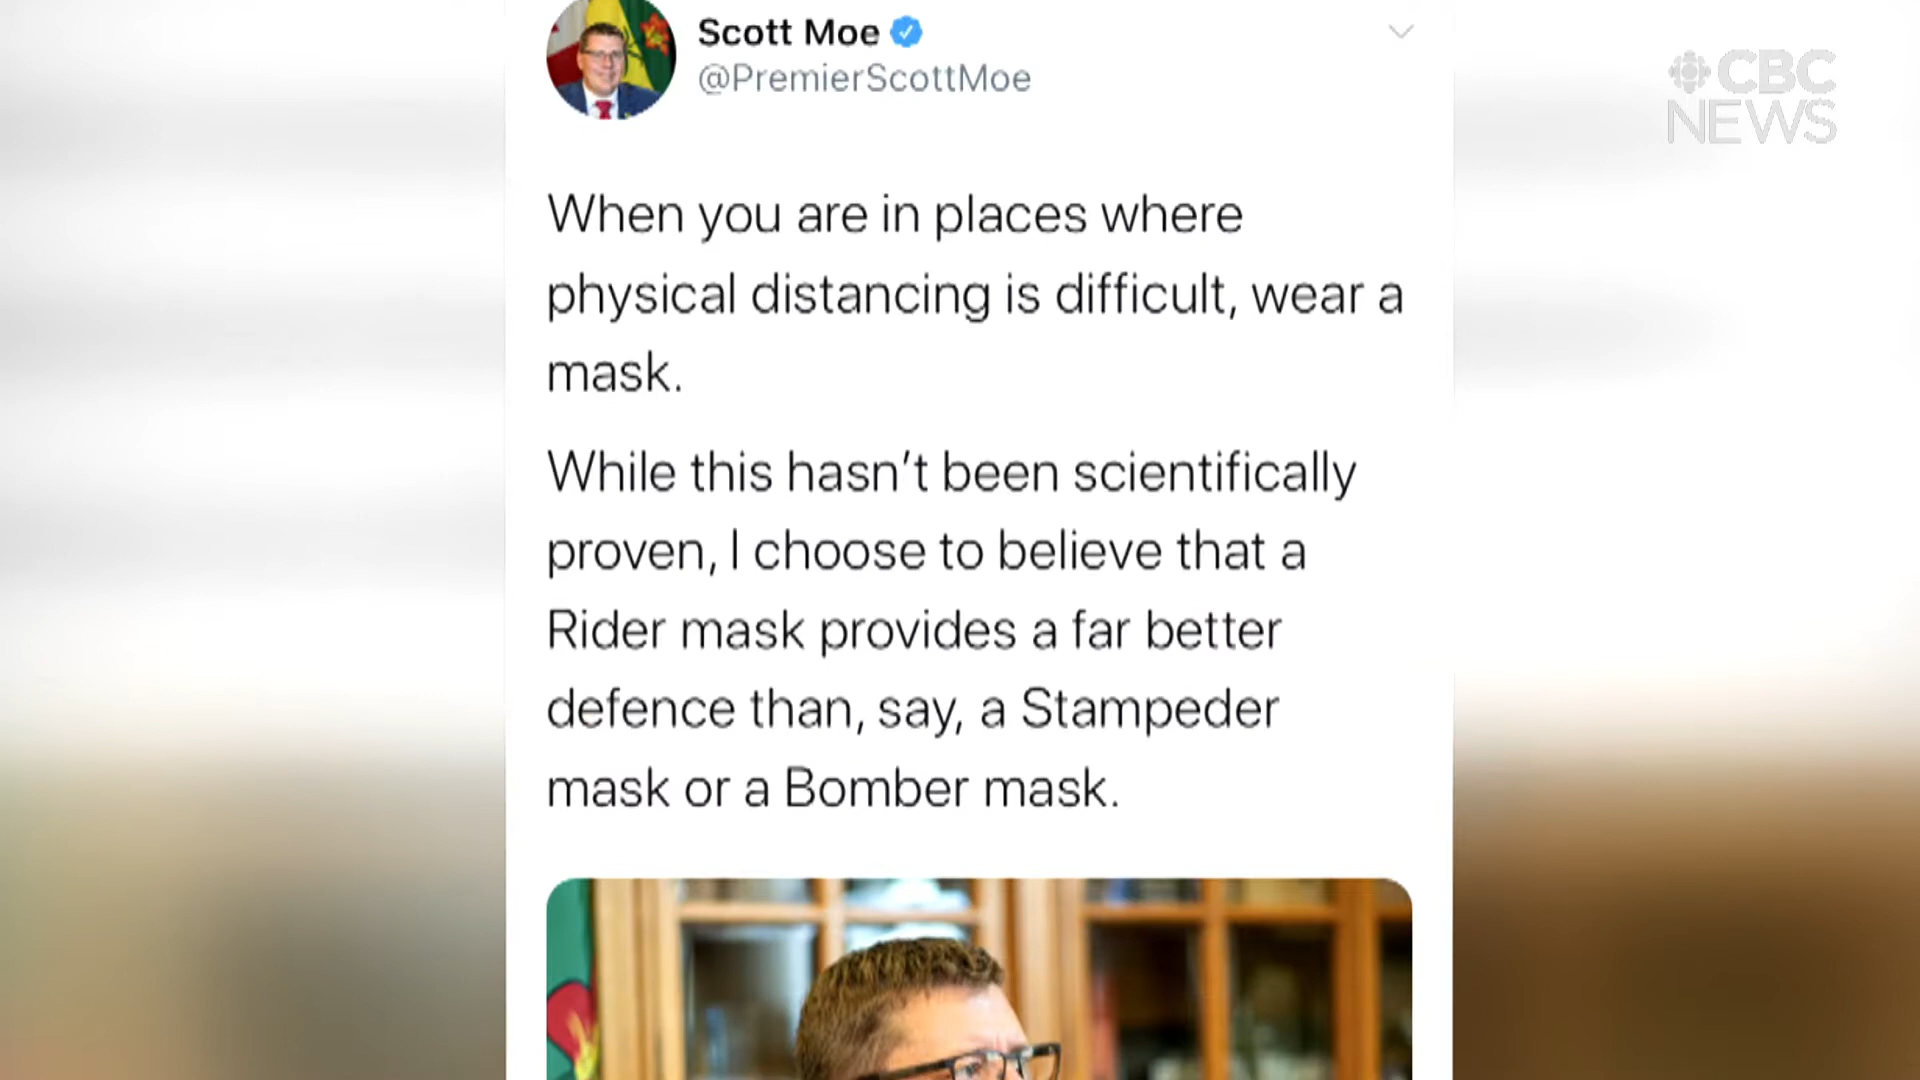 Scott Moe
@PremierScottMoe
CBC
NEWS
When you are in places where
physical distancing is difficult, wear a
mask.
While this hasn't been scientifically
proven, I choose to believe that a
Rider mask provides a far better
defence than, say, a Stampeder
mask or a Bomber mask.